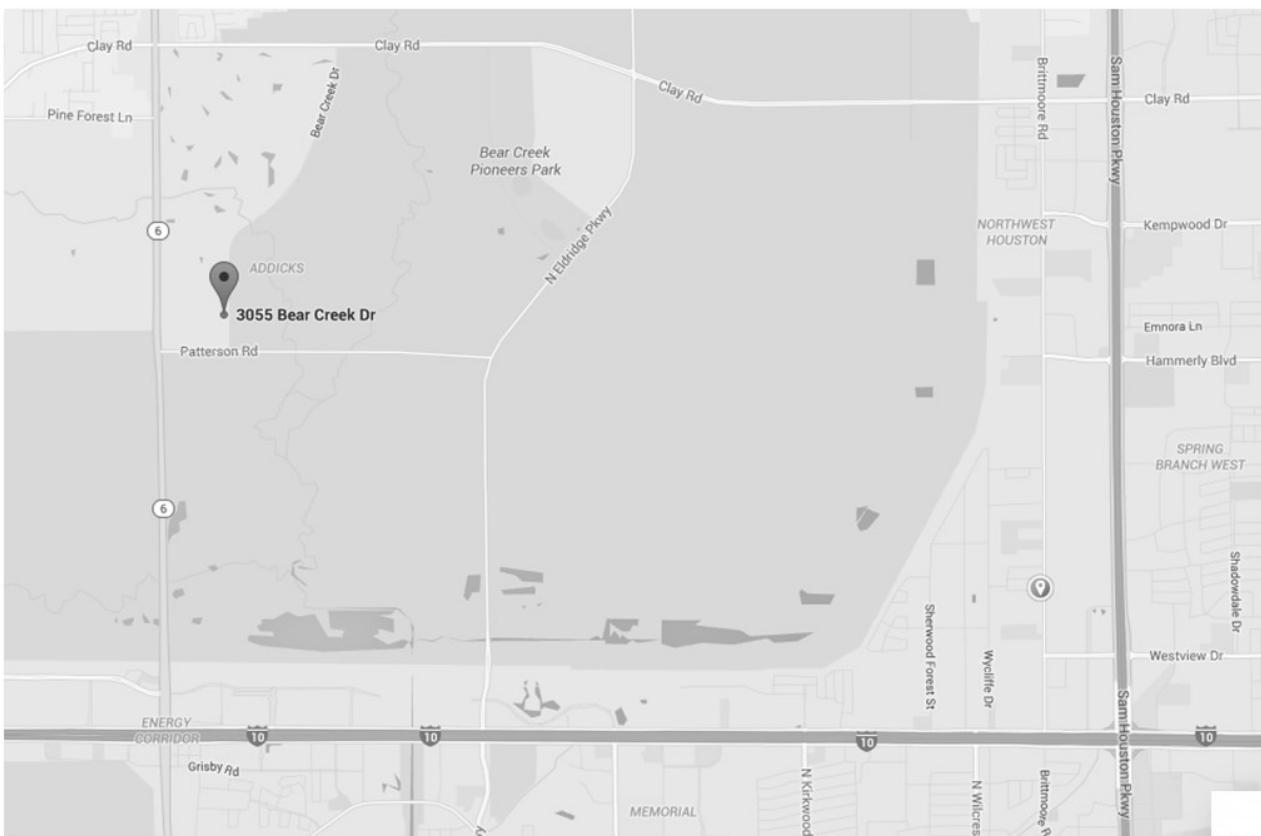 Clay Rd
Clay Rd
Clay Rd
Clay Rd
Pine Forest Ln
Bear Creek Dr
Brittmoore Rd
Sam Houston Pkwy
Bear Creek
Pioneers Park
6
N Eldridge Pkwy
NORTHWEST
HOUSTON
Kempwood Dr
ADDICKS
3055 Bear Creek Dr
Emnora Ln
Patterson Rd
Hammerly Blvd
SPRING
BRANCH WEST
6
Shadowdale Dr
Sherwood Forest St
Wycliffe Dr
Westview Dr
Sam Houston Pkwy
ENERGY
CORRIDOR
10
10
10
10
Grisby Rd
N Kirkwood
N Wilcres
Brittmoore R
MEMORIAL